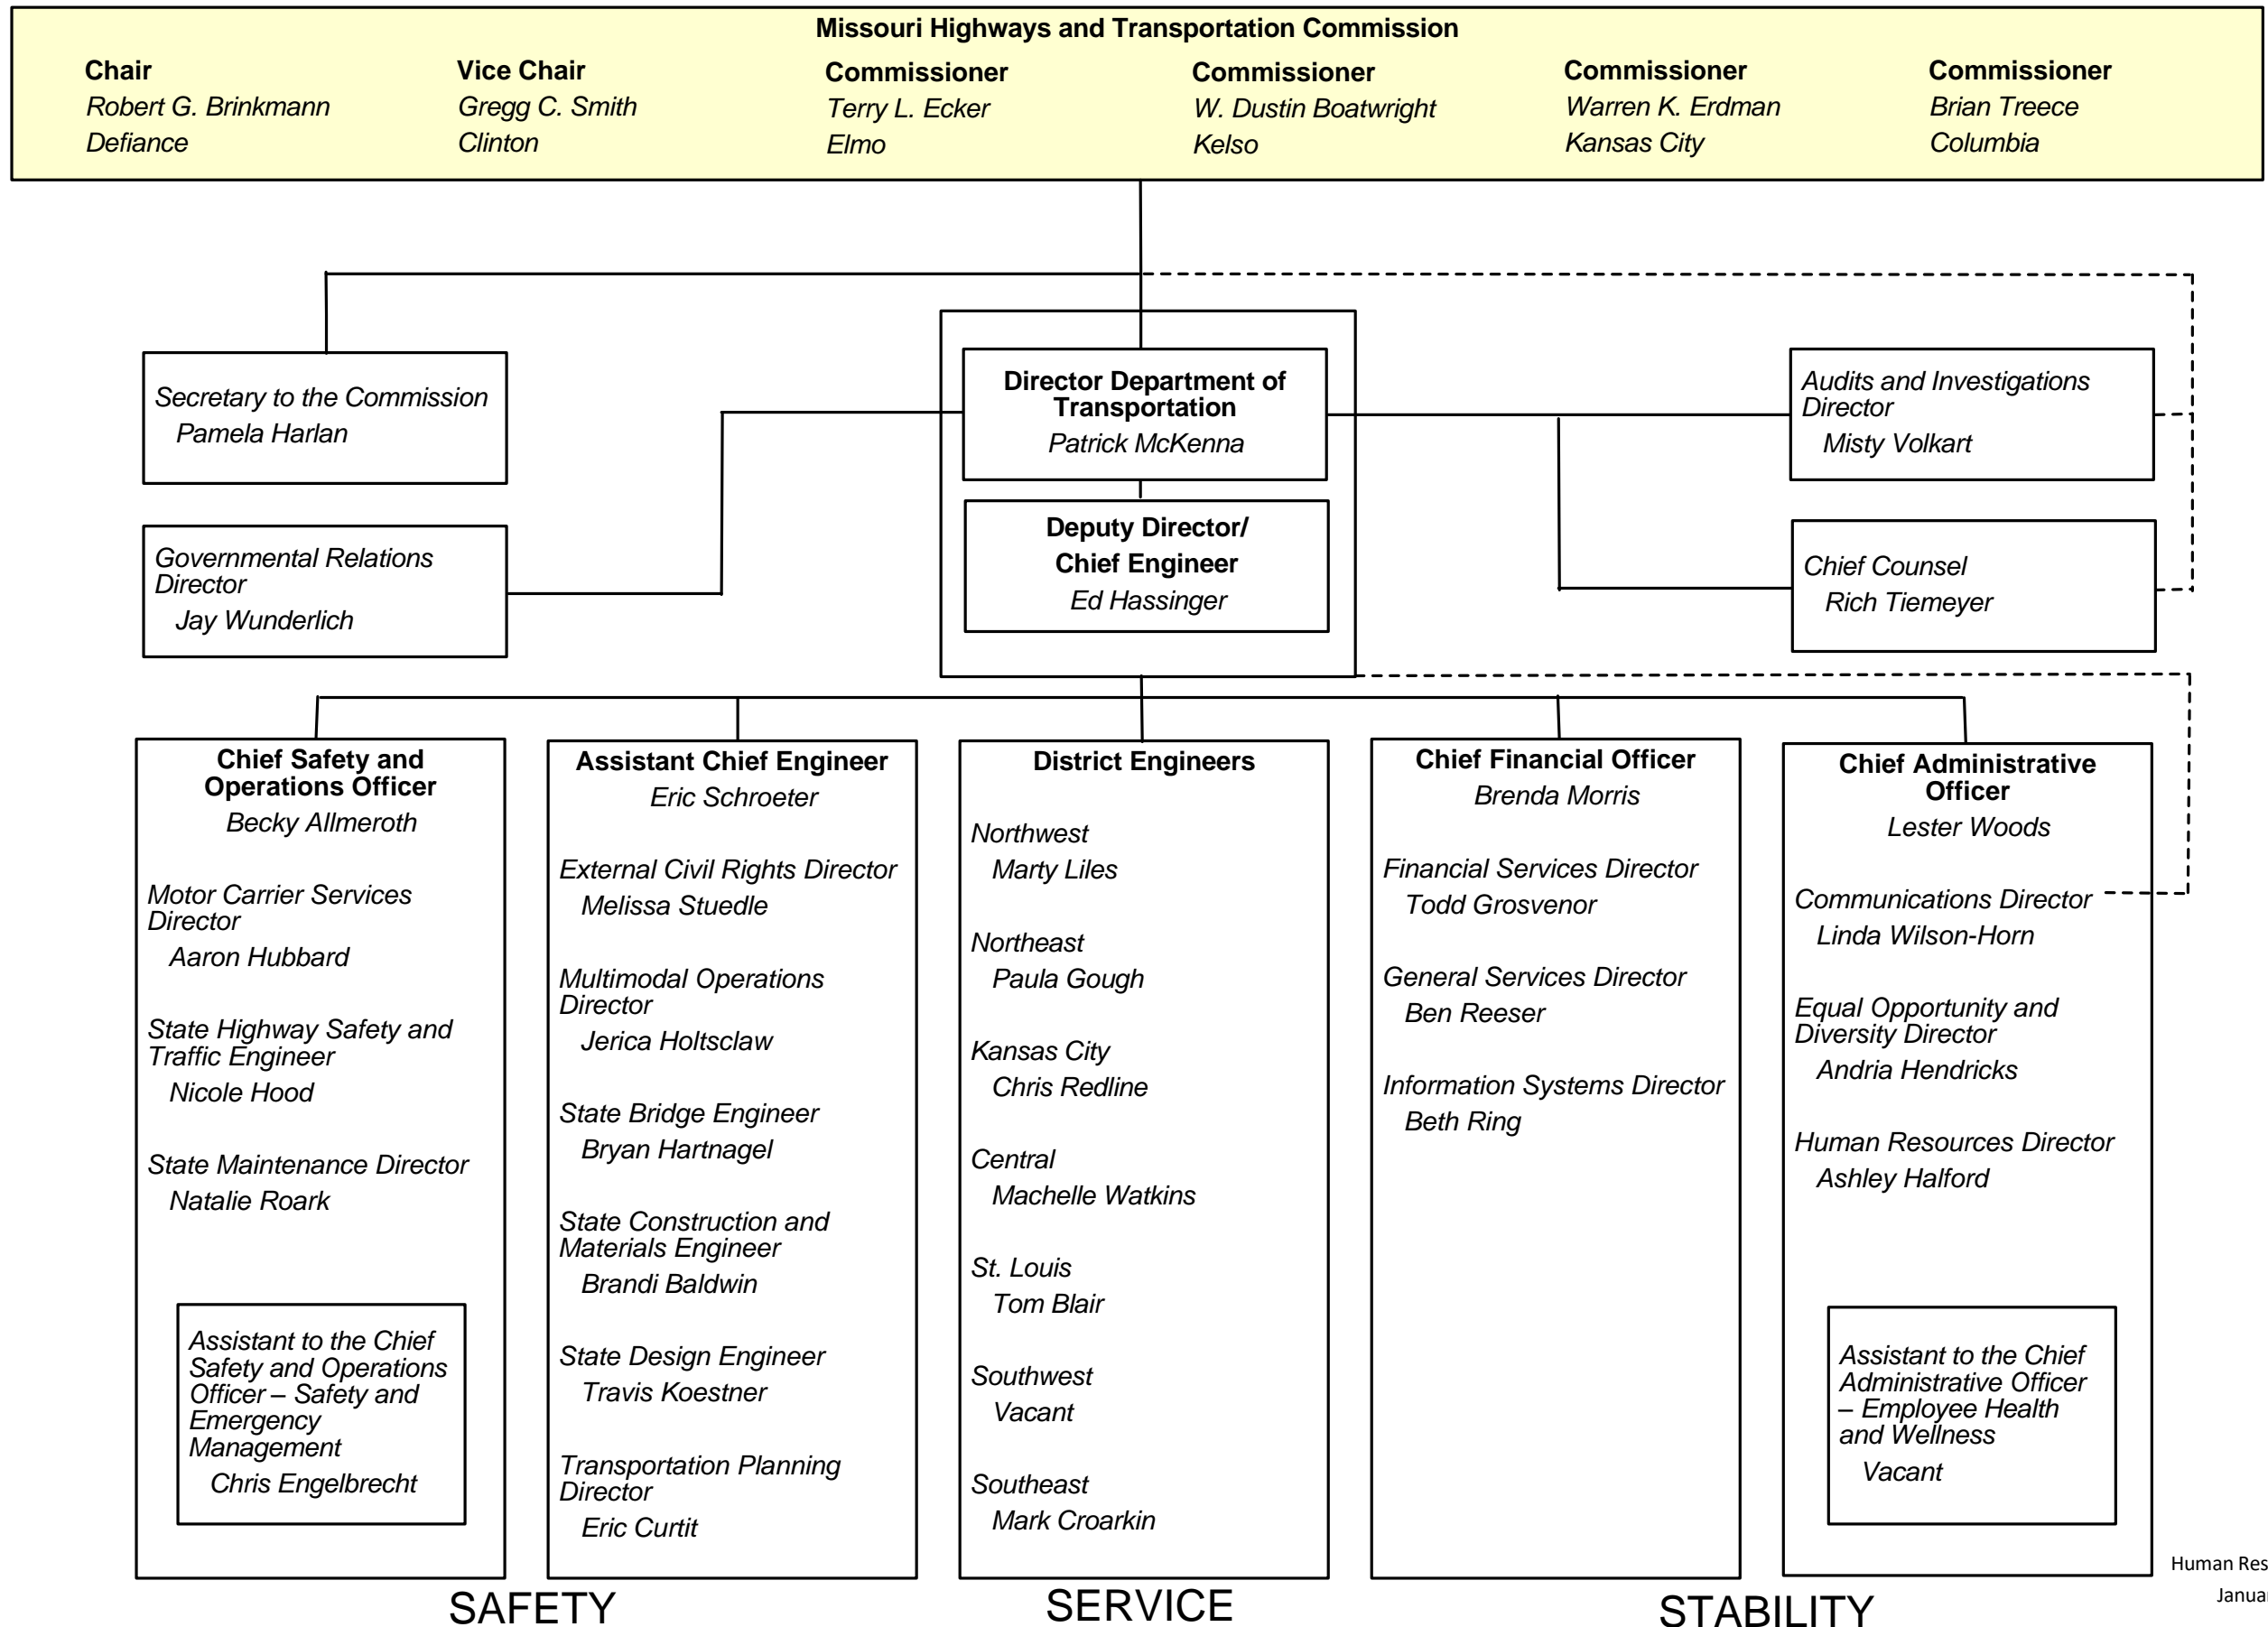 Missouri Highways and Transportation Commission
Chair
Robert G. Brinkmann
Defiance
Vice Chair
Gregg C. Smith
Clinton
Commissioner
Terry L. Ecker
Elmo
Commissioner
W. Dustin Boatwright
Kelso
Commissioner
Warren K. Erdman
Kansas City
Commissioner
Brian Treece
Columbia
Secretary to the Commission
Pamela Harlan
Director Department of
Transportation
Patrick McKenna
Audits and Investigations
Director
Misty Volkart
Governmental Relations
Director
Jay Wunderlich
Deputy Director/
Chief Engineer
Ed Hassinger
Chief Counsel
Rich Tiemeyer
Chief Safety and
Operations Officer
Becky Allmeroth
Motor Carrier Services
Director
Aaron Hubbard
State Highway Safety and
Traffic Engineer
Nicole Hood
State Maintenance Director
Natalie Roark
Assistant to the Chief
Safety and Operations
Officer – Safety and
Emergency
Management
Chris Engelbrecht
Assistant Chief Engineer
Eric Schroeter
External Civil Rights Director
Melissa Stuedle
Multimodal Operations
Director
Jerica Holtsclaw
State Bridge Engineer
Bryan Hartnagel
State Construction and
Materials Engineer
Brandi Baldwin
State Design Engineer
Travis Koestner
Transportation Planning
Director
Eric Curtit
District Engineers
Northwest
Marty Liles
Northeast
Paula Gough
Kansas City
Chris Redline
Central
Machelle Watkins
St. Louis
Tom Blair
Southwest
Vacant
Southeast
Mark Croarkin
Chief Financial Officer
Brenda Morris
Financial Services Director
Todd Grosvenor
General Services Director
Ben Reeser
Information Systems Director
Beth Ring
Chief Administrative
Officer
Lester Woods
Communications Director
Linda Wilson-Horn
Equal Opportunity and
Diversity Director
Andria Hendricks
Human Resources Director
Ashley Halford
Assistant to the Chief
Administrative Officer
– Employee Health
and Wellness
Vacant
SAFETY
SERVICE
STABILITY
Human Res
Januar